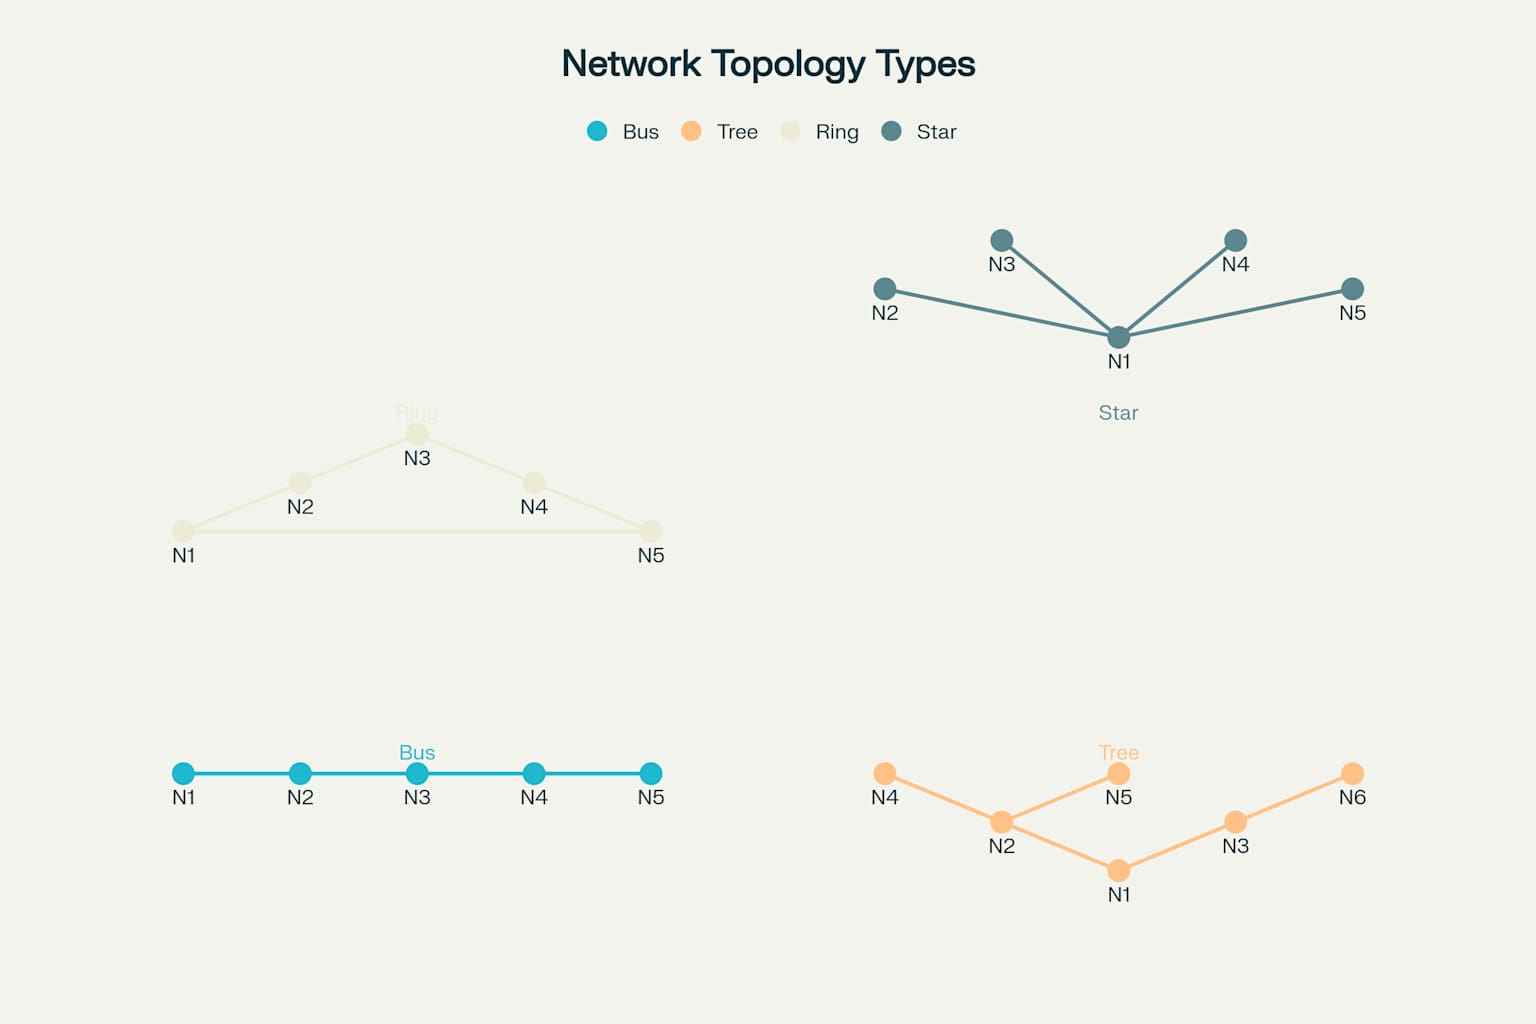 Network Topology Types
Bus Tree Ring Star
N3 N4
N2 N5
N1
Star
Ring
N3
N2 N4
N1 N5
Bus
N1 N2 N3 N4 N5
Tree
N4 N5 N6
N2 N3
N1